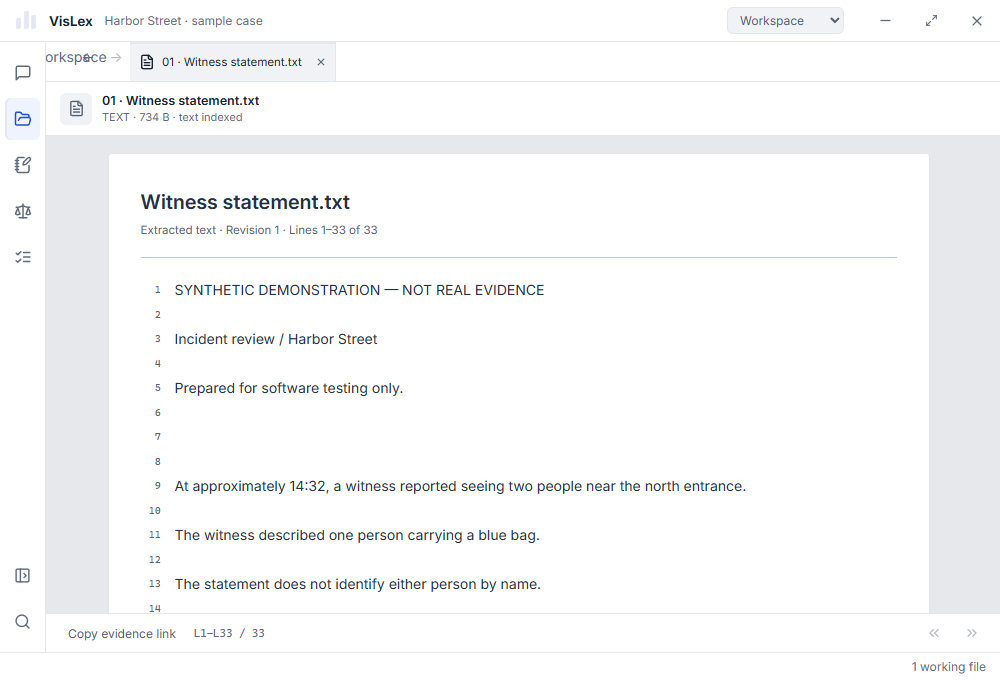 VisLex Harbor Street · sample case Workspace
orkspace → 01 · Witness statement.txt ×
01 · Witness statement.txt
TEXT · 734 B · text indexed
Witness statement.txt
Extracted text · Revision 1 · Lines 1–33 of 33
1 SYNTHETIC DEMONSTRATION — NOT REAL EVIDENCE
2
3 Incident review / Harbor Street
4
5 Prepared for software testing only.
6
7
8
9 At approximately 14:32, a witness reported seeing two people near the north entrance.
10
11 The witness described one person carrying a blue bag.
12
13 The statement does not identify either person by name.
14
Copy evidence link L1–L33 / 33
1 working file